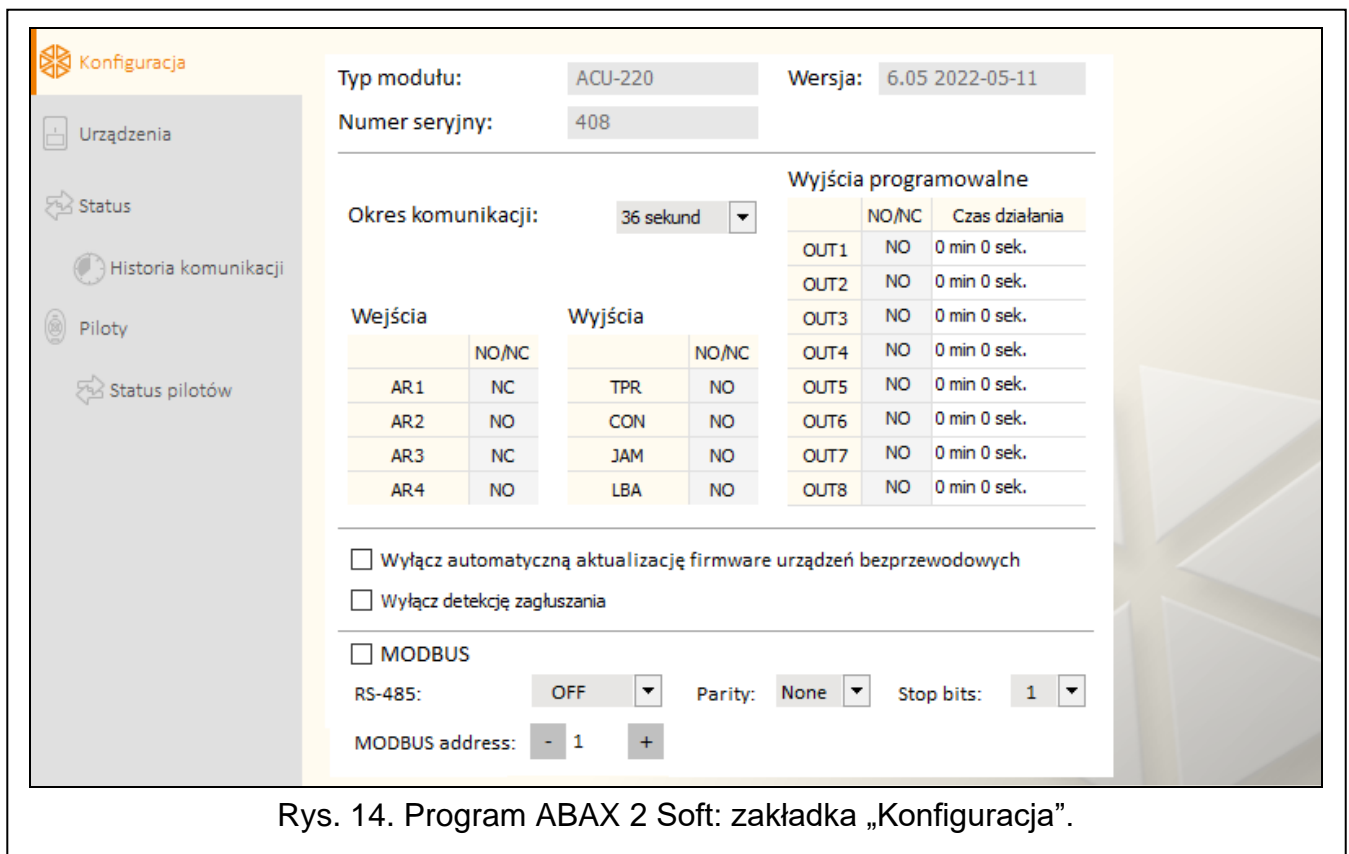 Konfiguracja
Urządzenia
Status
Historia komunikacji
Piloty
Status pilotów
Typ modułu: ACU-220 Wersja: 6.05 2022-05-11
Numer seryjny: 408
Okres komunikacji: 36 sekund
Wejścia
NO/NC
AR1 NC
AR2 NO
AR3 NC
AR4 NO
Wyjścia
NO/NC
TPR NO
CON NO
JAM NO
LBA NO
Wyjścia programowalne
NO/NC Czas działania
OUT1 NO 0 min 0 sek.
OUT2 NO 0 min 0 sek.
OUT3 NO 0 min 0 sek.
OUT4 NO 0 min 0 sek.
OUT5 NO 0 min 0 sek.
OUT6 NO 0 min 0 sek.
OUT7 NO 0 min 0 sek.
OUT8 NO 0 min 0 sek.
Wyłącz automatyczną aktualizację firmware urządzeń bezprzewodowych
Wyłącz detekcję zagłuszania
MODBUS
RS-485: OFF Parity: None Stop bits: 1
MODBUS address: - 1 +
Rys. 14. Program ABAX 2 Soft: zakładka „Konfiguracja”.